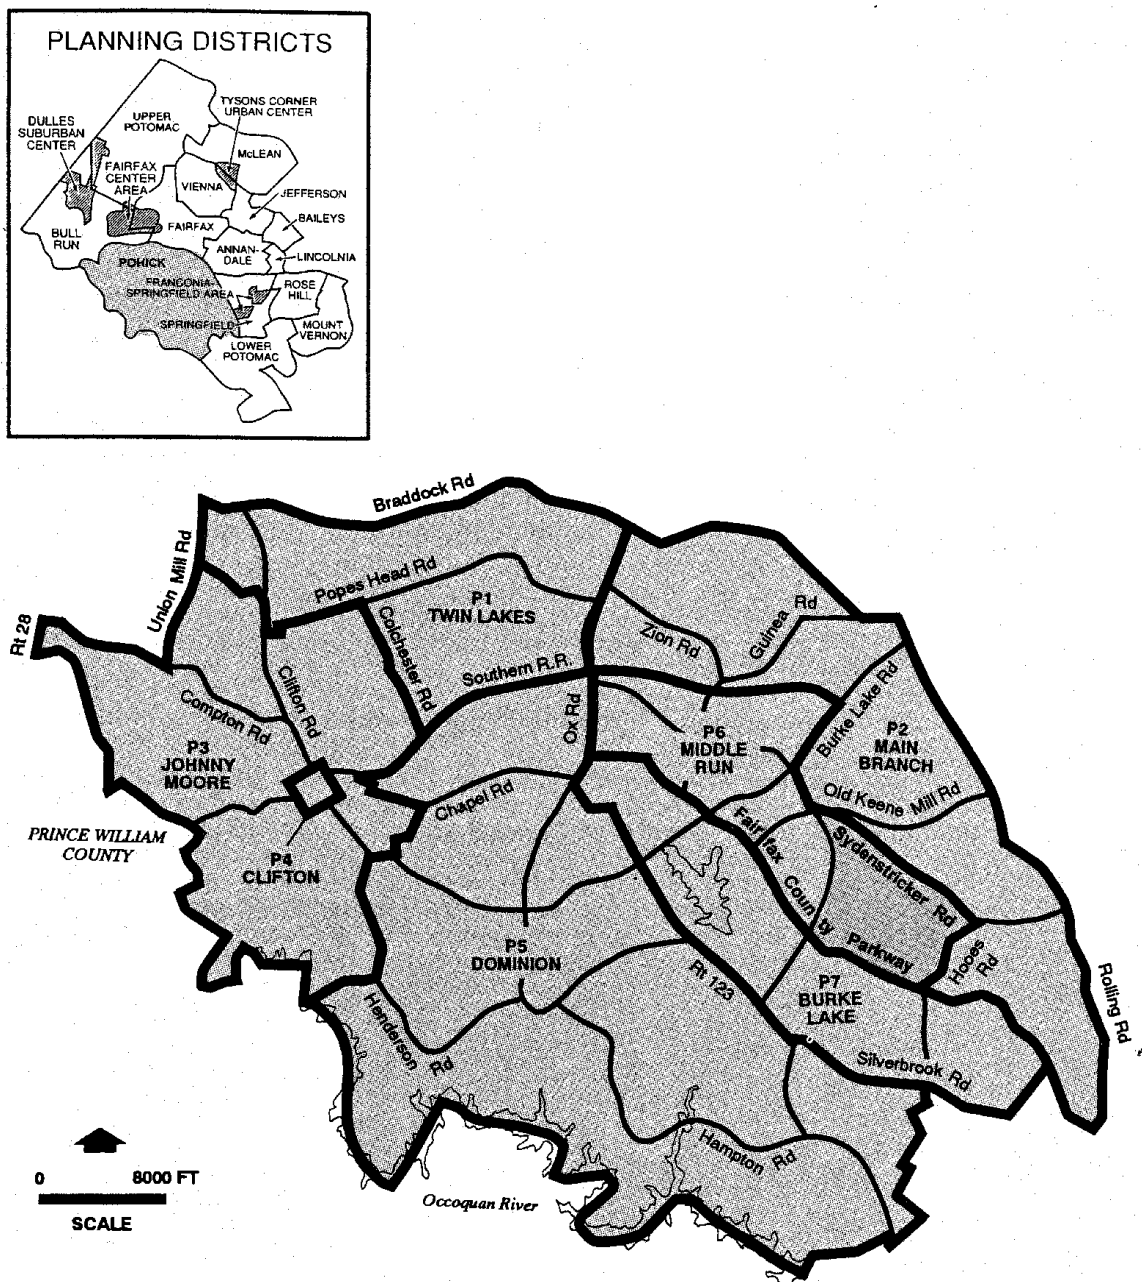 PLANNING DISTRICTS
TYSONS CORNER
URBAN CENTER
UPPER
POTOMAC
DULLES
SUBURBAN
CENTER
McLEAN
FAIRFAX
CENTER
AREA
VIENNA
JEFFERSON
BAILEYS
BULL
RUN
FAIRFAX
ANNAN-
DALE
LINCOLNIA
POHICK
FRANCONIA-
SPRINGFIELD AREA
ROSE
HILL
SPRINGFIELD
MOUNT
VERNON
LOWER
POTOMAC
Braddock Rd
Union Mill Rd
Popes Head Rd
P1
TWIN LAKES
Rt 28
Colchester Rd
Zion Rd
Guinea Rd
Southern R.R.
Clifton Rd
Compton Rd
Ox Rd
Burke Lake Rd
P3
JOHNNY
MOORE
P6
MIDDLE
RUN
P2
MAIN
BRANCH
Chapel Rd
Old Keene Mill Rd
PRINCE WILLIAM
COUNTY
P4
CLIFTON
Fairfax County Parkway
Sydenstricker Rd
P5
DOMINION
Hooes
Rd
Rt 123
P7
BURKE
LAKE
Rolling Rd
Henderson Rd
Silverbrook Rd
Hampton Rd
0 8000 FT
SCALE
Occoquan River